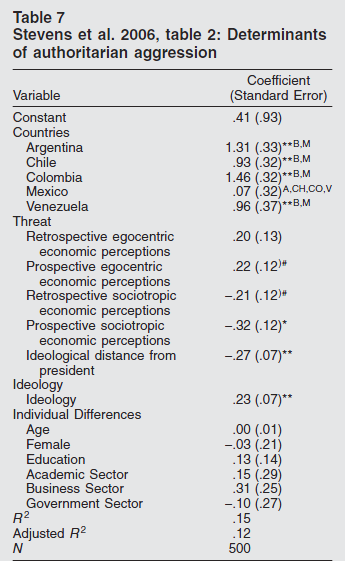 Table 7
Stevens et al. 2006, table 2: Determinants
of authoritarian aggression
Coefficient
Variable (Standard Error)
Constant .41 (.93)
Countries
Argentina 1.31 (.33)**B,M
Chile .93 (.32)**B,M
Colombia 1.46 (.32)**B,M
Mexico .07 (.32)A,CH,CO,V
Venezuela .96 (.37)**B,M
Threat
Retrospective egocentric .20 (.13)
economic perceptions
Prospective egocentric .22 (.12)#
economic perceptions
Retrospective sociotropic –.21 (.12)#
economic perceptions
Prospective sociotropic –.32 (.12)*
economic perceptions
Ideological distance from –.27 (.07)**
president
Ideology
Ideology .23 (.07)**
Individual Differences
Age .00 (.01)
Female –.03 (.21)
Education .13 (.14)
Academic Sector .15 (.29)
Business Sector .31 (.25)
Government Sector –.10 (.27)
R² .15
Adjusted R² .12
N 500